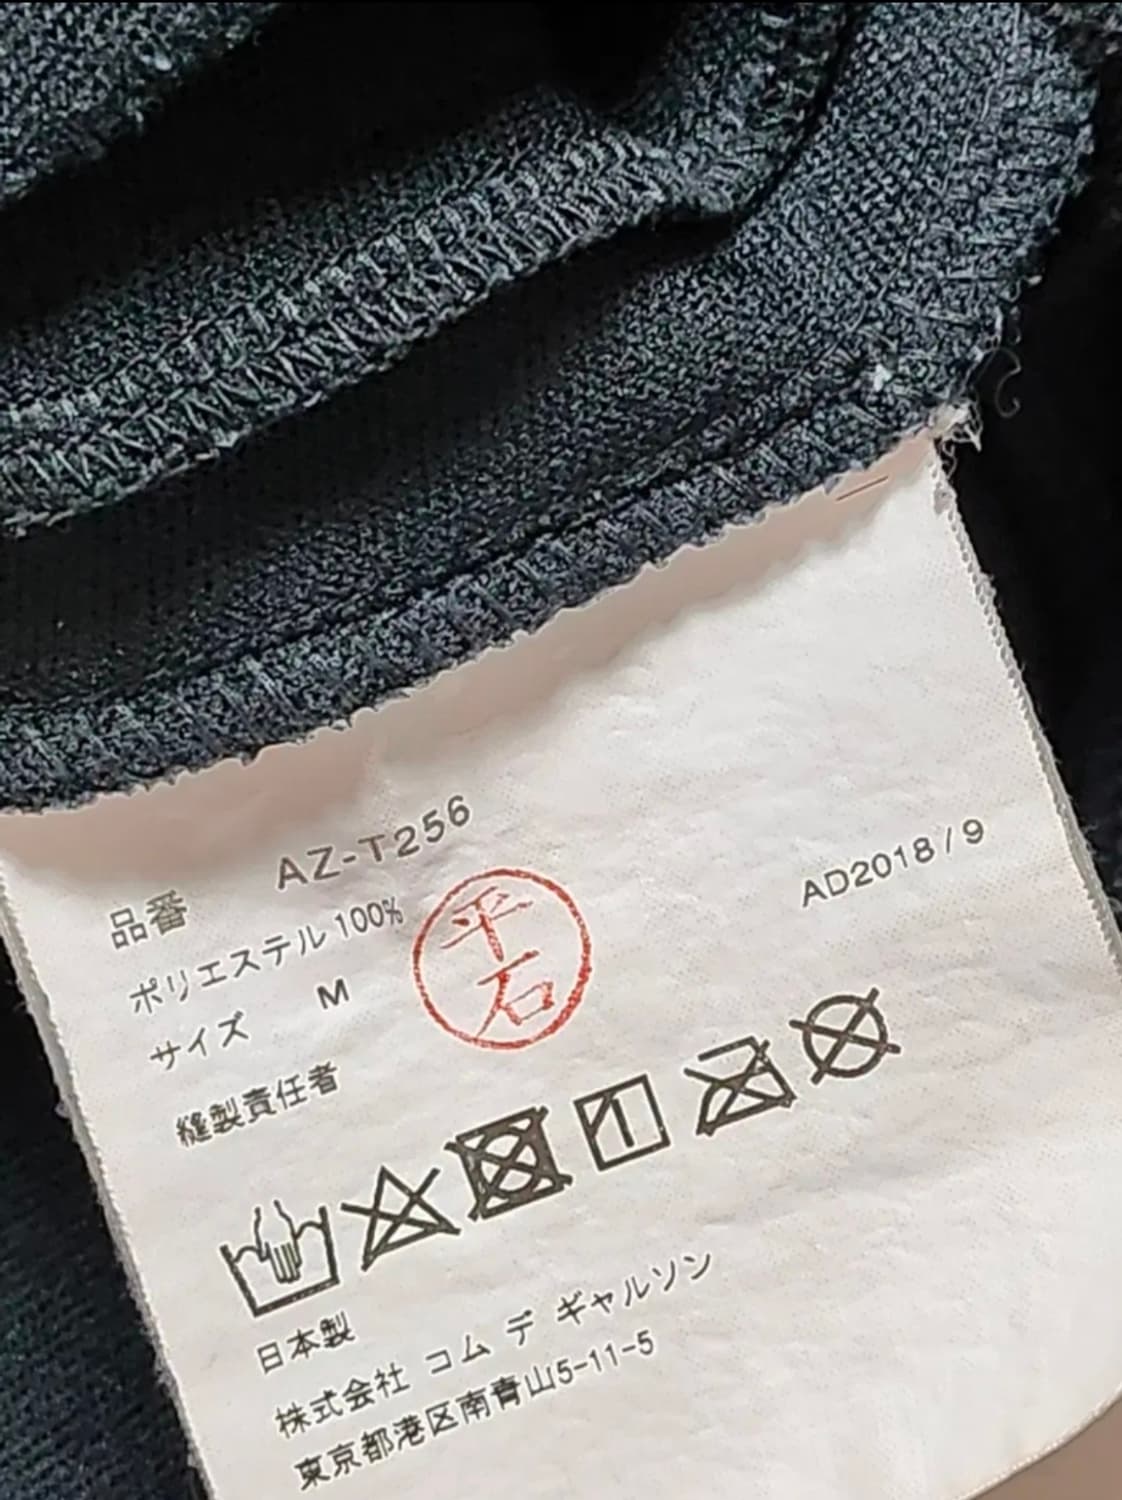 品番 AZ-T256
AD2018/9
ポリエステル100%
サイズ M
平石
縫製責任者
日本製
株式会社 コム デ ギャルソン
東京都港区南青山5-11-5